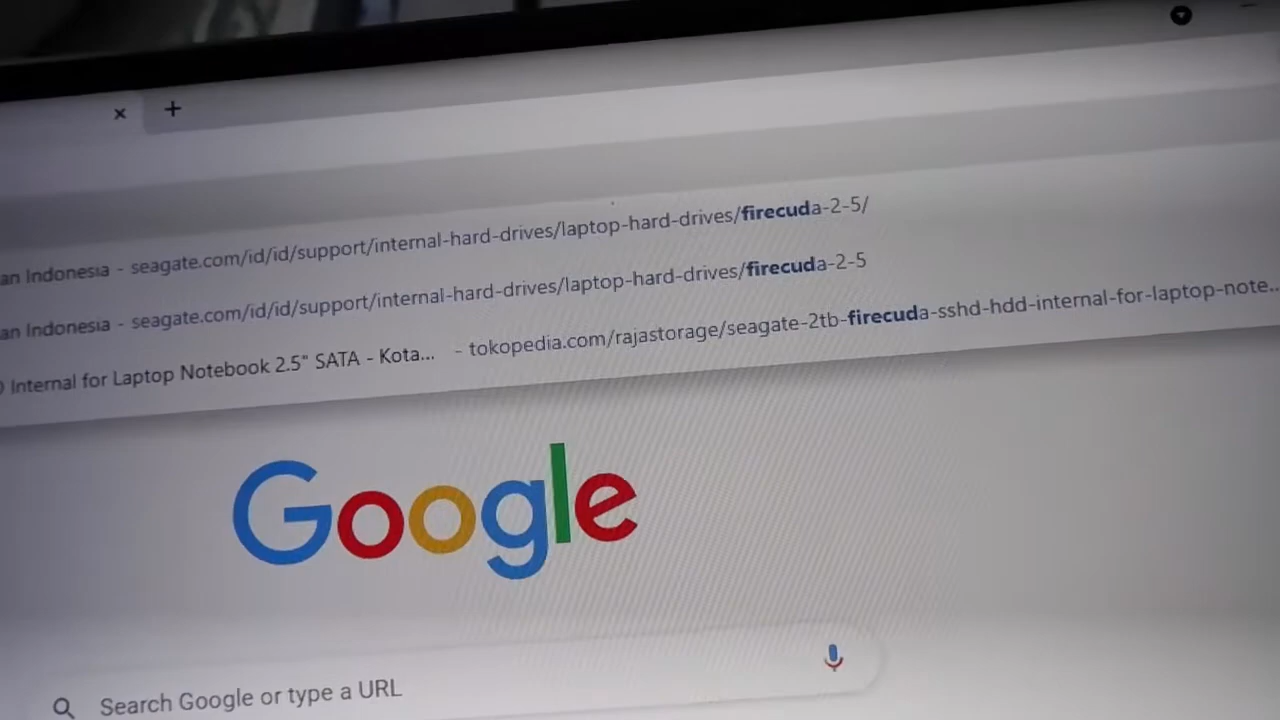 an Indonesia - seagate.com/id/id/support/internal-hard-drives/laptop-hard-drives/firecuda-2-5/
an Indonesia - seagate.com/id/id/support/internal-hard-drives/laptop-hard-drives/firecuda-2-5
Internal for Laptop Notebook 2.5" SATA - Kota... - tokopedia.com/rajastorage/seagate-2tb-firecuda-sshd-hdd-internal-for-laptop-note...
Google
Search Google or type a URL